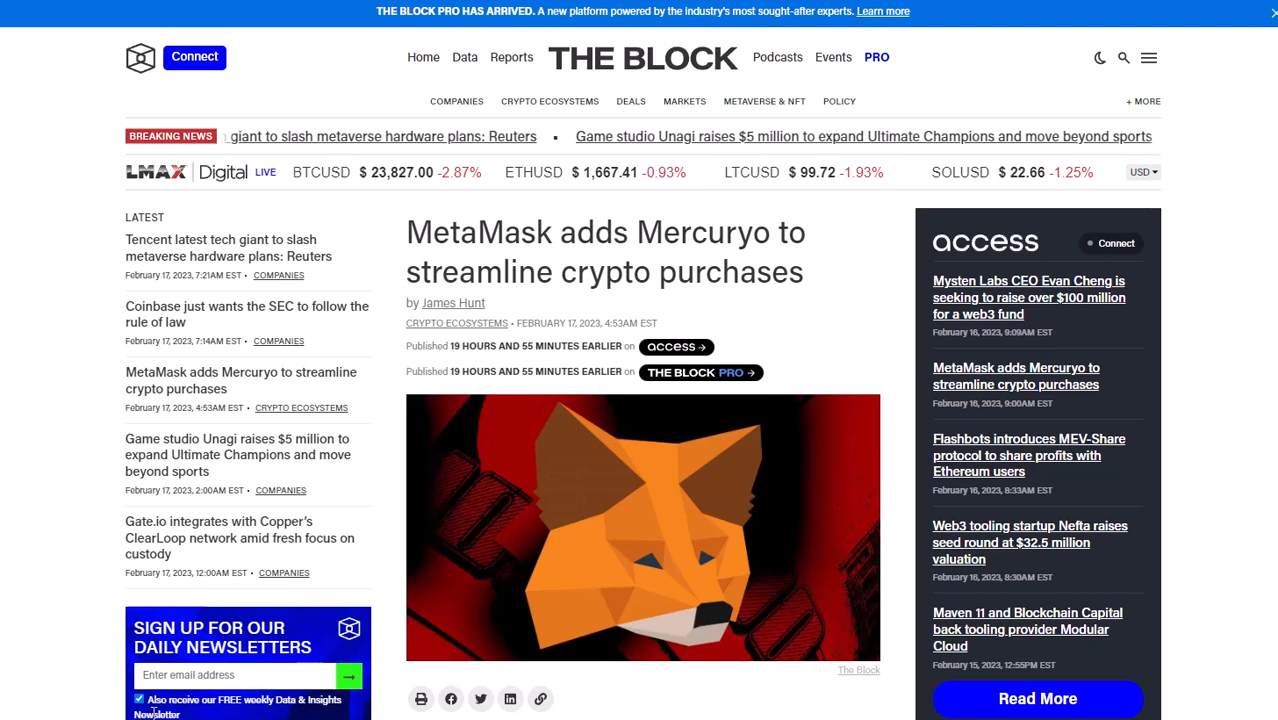 THE BLOCK PRO HAS ARRIVED. A new platform powered by the industry's most sought-after experts. Learn more
Connect
Home Data Reports THE BLOCK Podcasts Events PRO
COMPANIES CRYPTO ECOSYSTEMS DEALS MARKETS METAVERSE & NFT POLICY + MORE
BREAKING NEWS giant to slash metaverse hardware plans: Reuters • Game studio Unagi raises $5 million to expand Ultimate Champions and move beyond sports
LMAX Digital LIVE BTCUSD $ 23,827.00 -2.87% ETHUSD $ 1,667.41 -0.93% LTCUSD $ 99.72 -1.93% SOLUSD $ 22.66 -1.25% USD
LATEST
Tencent latest tech giant to slash
metaverse hardware plans: Reuters
February 17, 2023, 7:21AM EST • COMPANIES
Coinbase just wants the SEC to follow the
rule of law
February 17, 2023, 7:14AM EST • COMPANIES
MetaMask adds Mercuryo to streamline
crypto purchases
February 17, 2023, 4:53AM EST • CRYPTO ECOSYSTEMS
Game studio Unagi raises $5 million to
expand Ultimate Champions and move
beyond sports
February 17, 2023, 2:00AM EST • COMPANIES
Gate.io integrates with Copper's
ClearLoop network amid fresh focus on
custody
February 17, 2023, 12:00AM EST • COMPANIES
SIGN UP FOR OUR
DAILY NEWSLETTERS
Enter email address
Also receive our FREE weekly Data & Insights
Newsletter
MetaMask adds Mercuryo to
streamline crypto purchases
by James Hunt
CRYPTO ECOSYSTEMS • FEBRUARY 17, 2023, 4:53AM EST
Published 19 HOURS AND 55 MINUTES EARLIER on access →
Published 19 HOURS AND 55 MINUTES EARLIER on THE BLOCK PRO →
The Block
access Connect
Mysten Labs CEO Evan Cheng is
seeking to raise over $100 million
for a web3 fund
February 16, 2023, 9:09AM EST
MetaMask adds Mercuryo to
streamline crypto purchases
February 16, 2023, 9:00AM EST
Flashbots introduces MEV-Share
protocol to share profits with
Ethereum users
February 16, 2023, 8:33AM EST
Web3 tooling startup Nefta raises
seed round at $32.5 million
valuation
February 16, 2023, 8:30AM EST
Maven 11 and Blockchain Capital
back tooling provider Modular
Cloud
February 15, 2023, 12:55PM EST
Read More